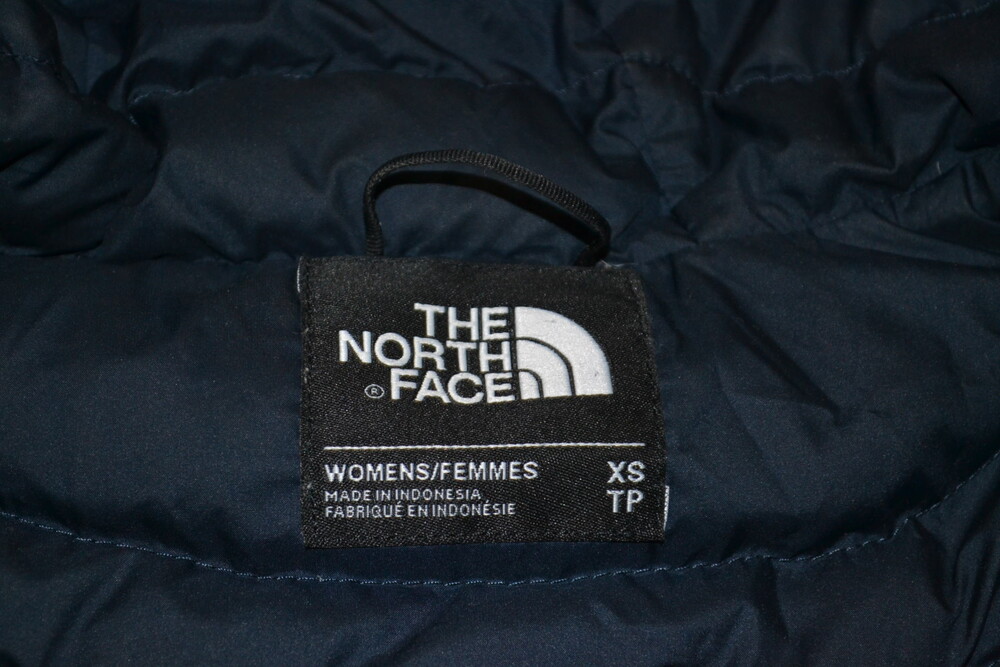 THE
NORTH
® FACE
WOMENS/FEMMES XS
MADE IN INDONESIA TP
FABRIQUÉ EN INDONÉSIE